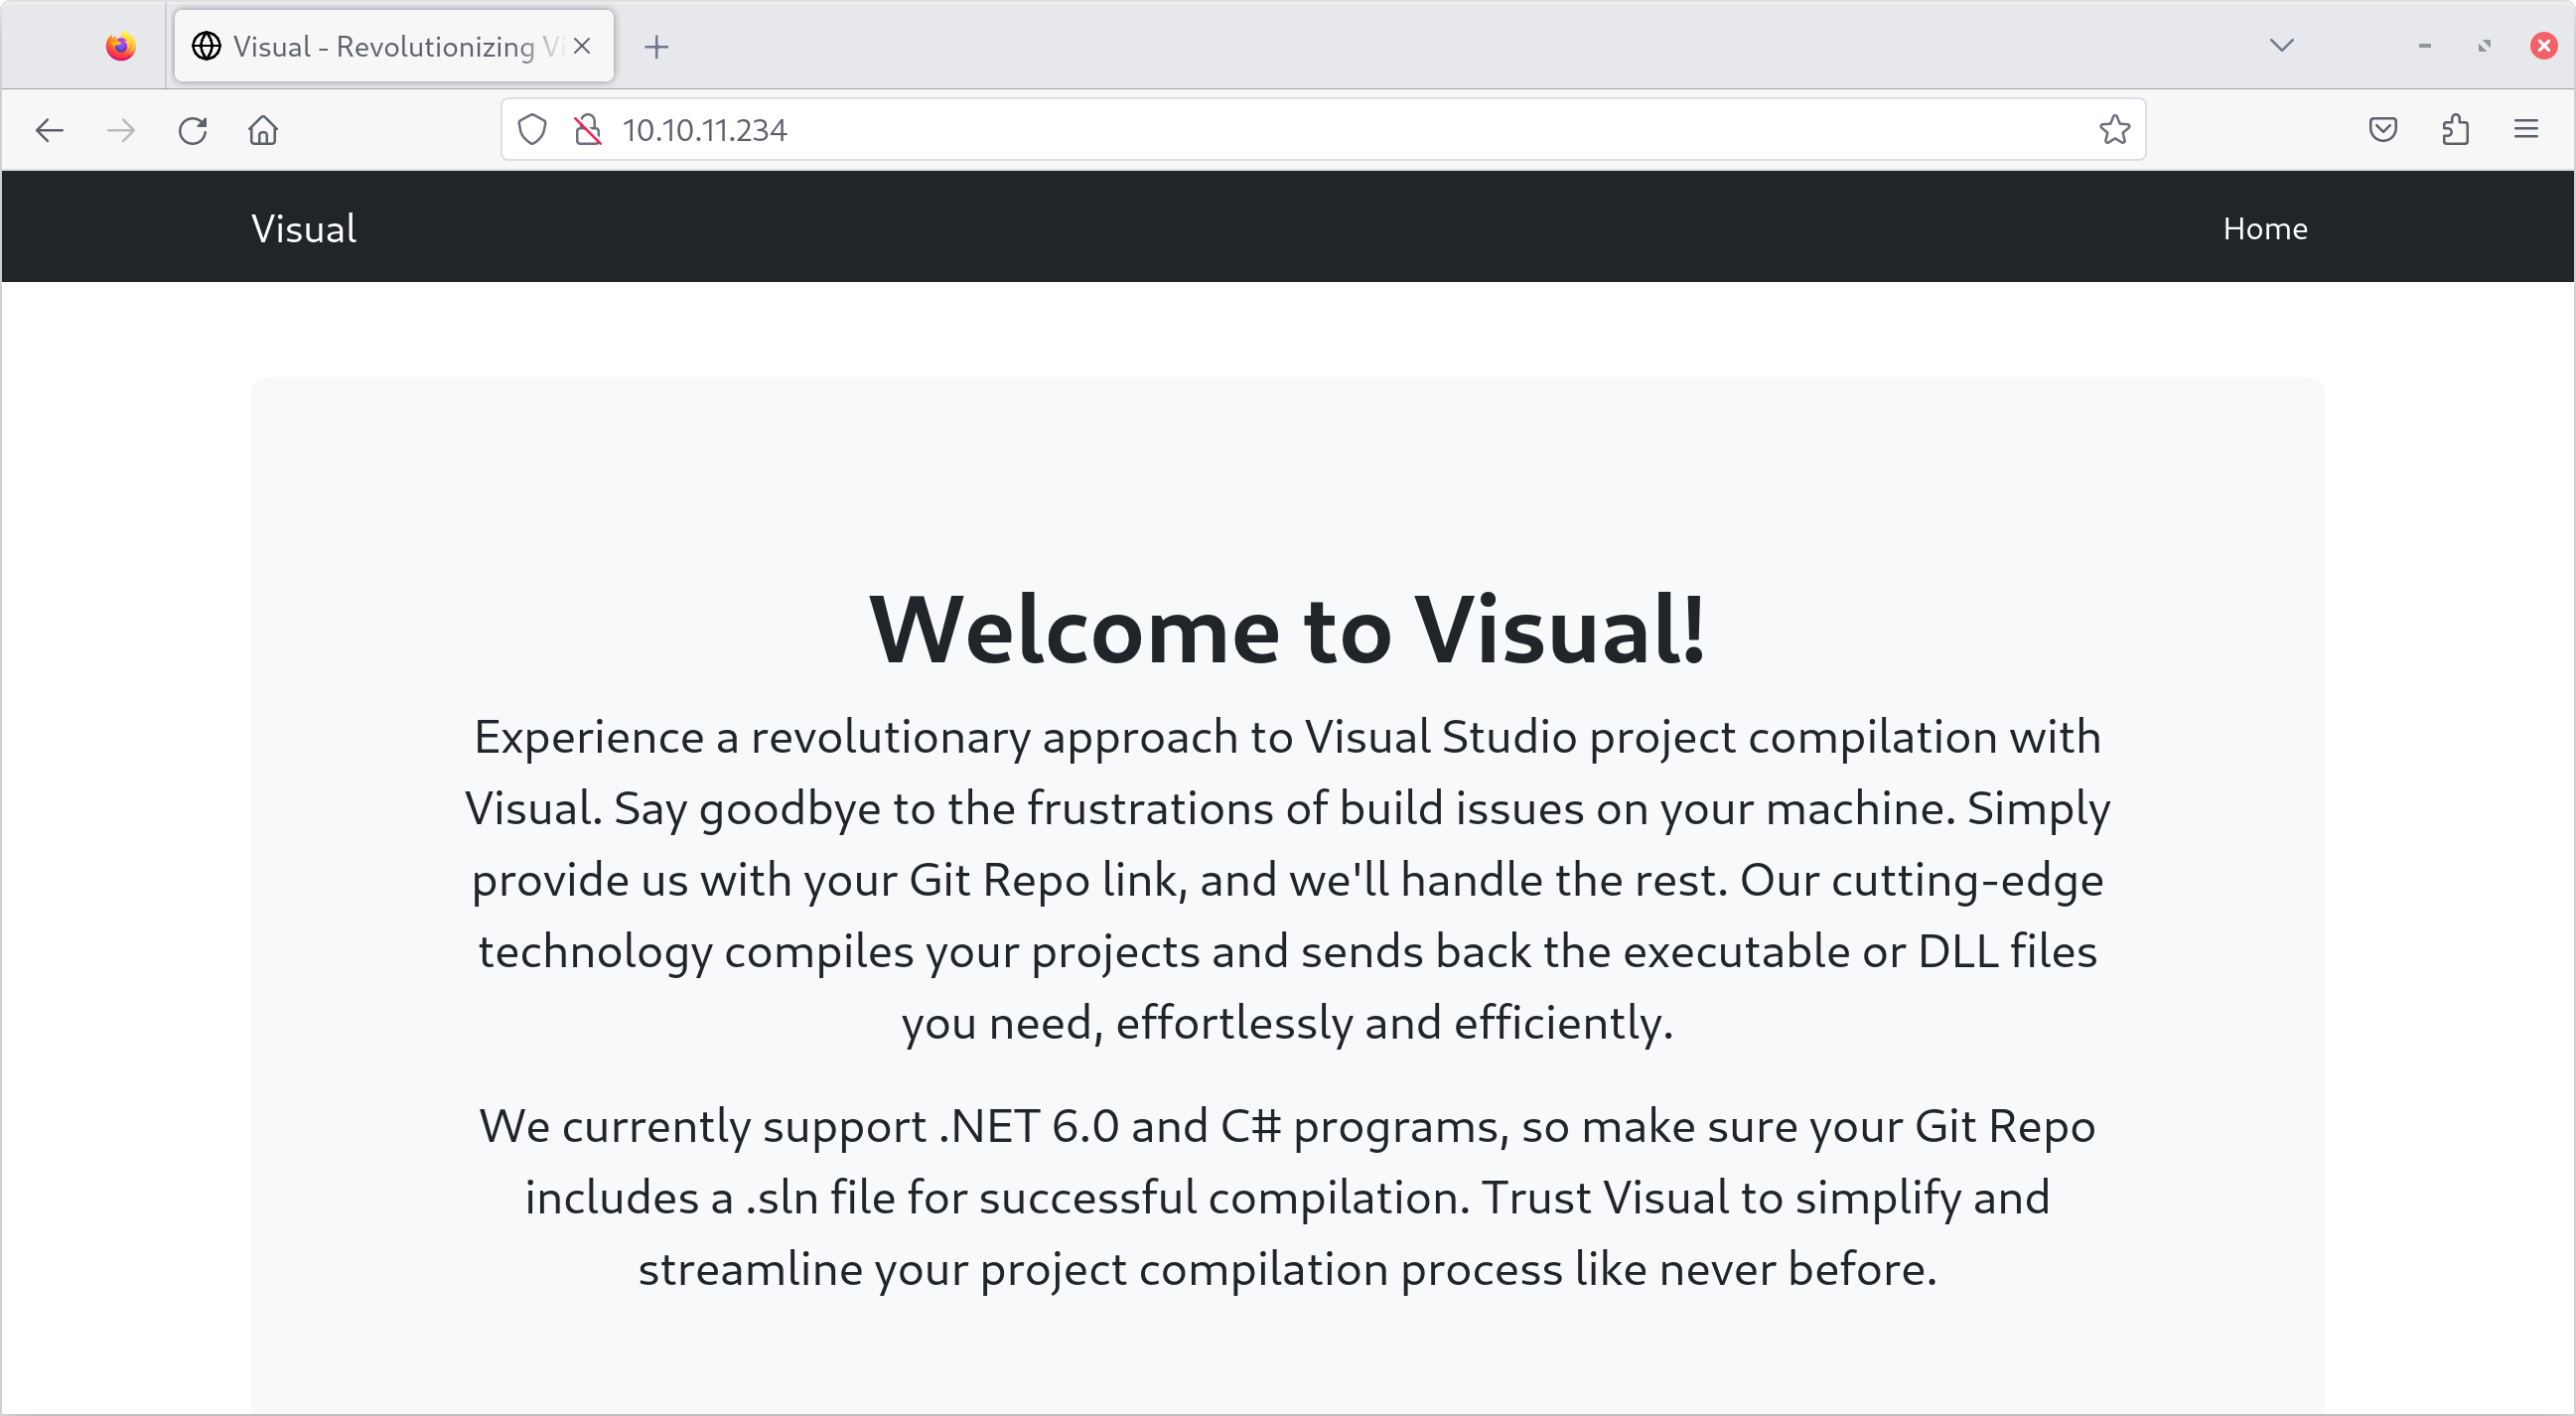 Visual - Revolutionizing Vi
10.10.11.234
Visual
Home
Welcome to Visual!
Experience a revolutionary approach to Visual Studio project compilation with
Visual. Say goodbye to the frustrations of build issues on your machine. Simply
provide us with your Git Repo link, and we'll handle the rest. Our cutting-edge
technology compiles your projects and sends back the executable or DLL files
you need, effortlessly and efficiently.
We currently support .NET 6.0 and C# programs, so make sure your Git Repo
includes a .sln file for successful compilation. Trust Visual to simplify and
streamline your project compilation process like never before.